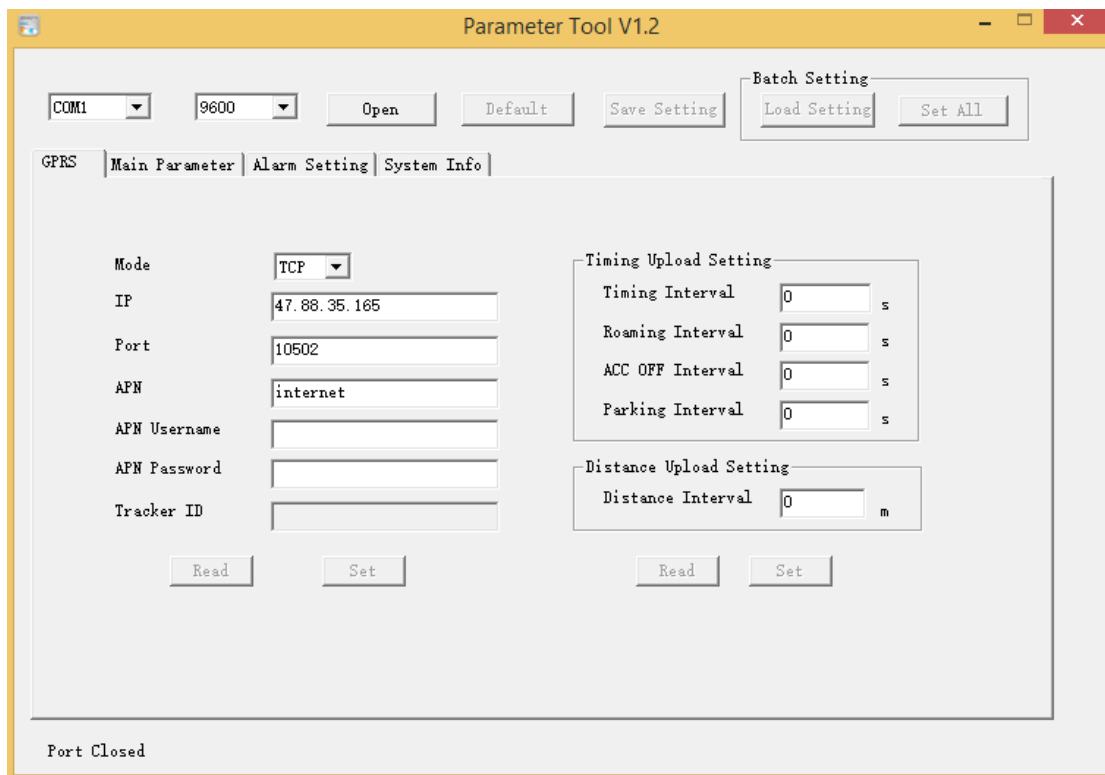 Parameter Tool V1.2
Batch Setting
COM1 9600 Open Default Save Setting Load Setting Set All
GPRS Main Parameter Alarm Setting System Info
Mode TCP
IP 47.88.35.165
Port 10502
APN internet
APN Username
APN Password
Tracker ID
Read Set
Timing Upload Setting
Timing Interval 0 s
Roaming Interval 0 s
ACC OFF Interval 0 s
Parking Interval 0 s
Distance Upload Setting
Distance Interval 0 m
Read Set
Port Closed